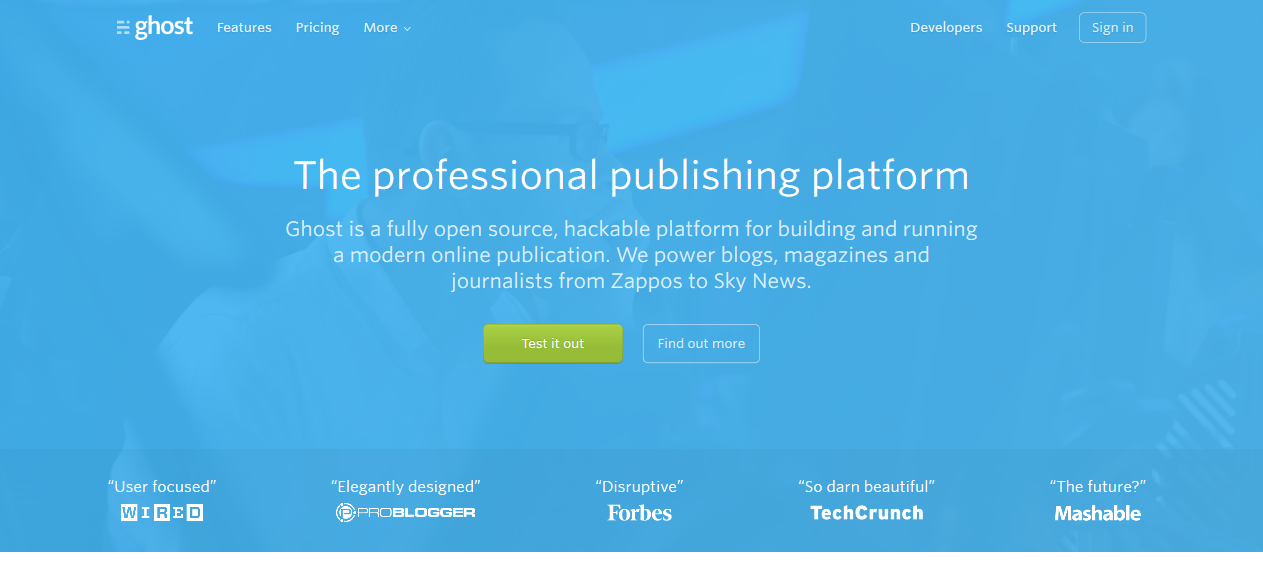 ghost Features Pricing More Developers Support Sign in
The professional publishing platform
Ghost is a fully open source, hackable platform for building and running
a modern online publication. We power blogs, magazines and
journalists from Zappos to Sky News.
Test it out Find out more
“User focused” “Elegantly designed” “Disruptive” “So darn beautiful” “The future?”
WIRED PROBLOGGER Forbes TechCrunch Mashable